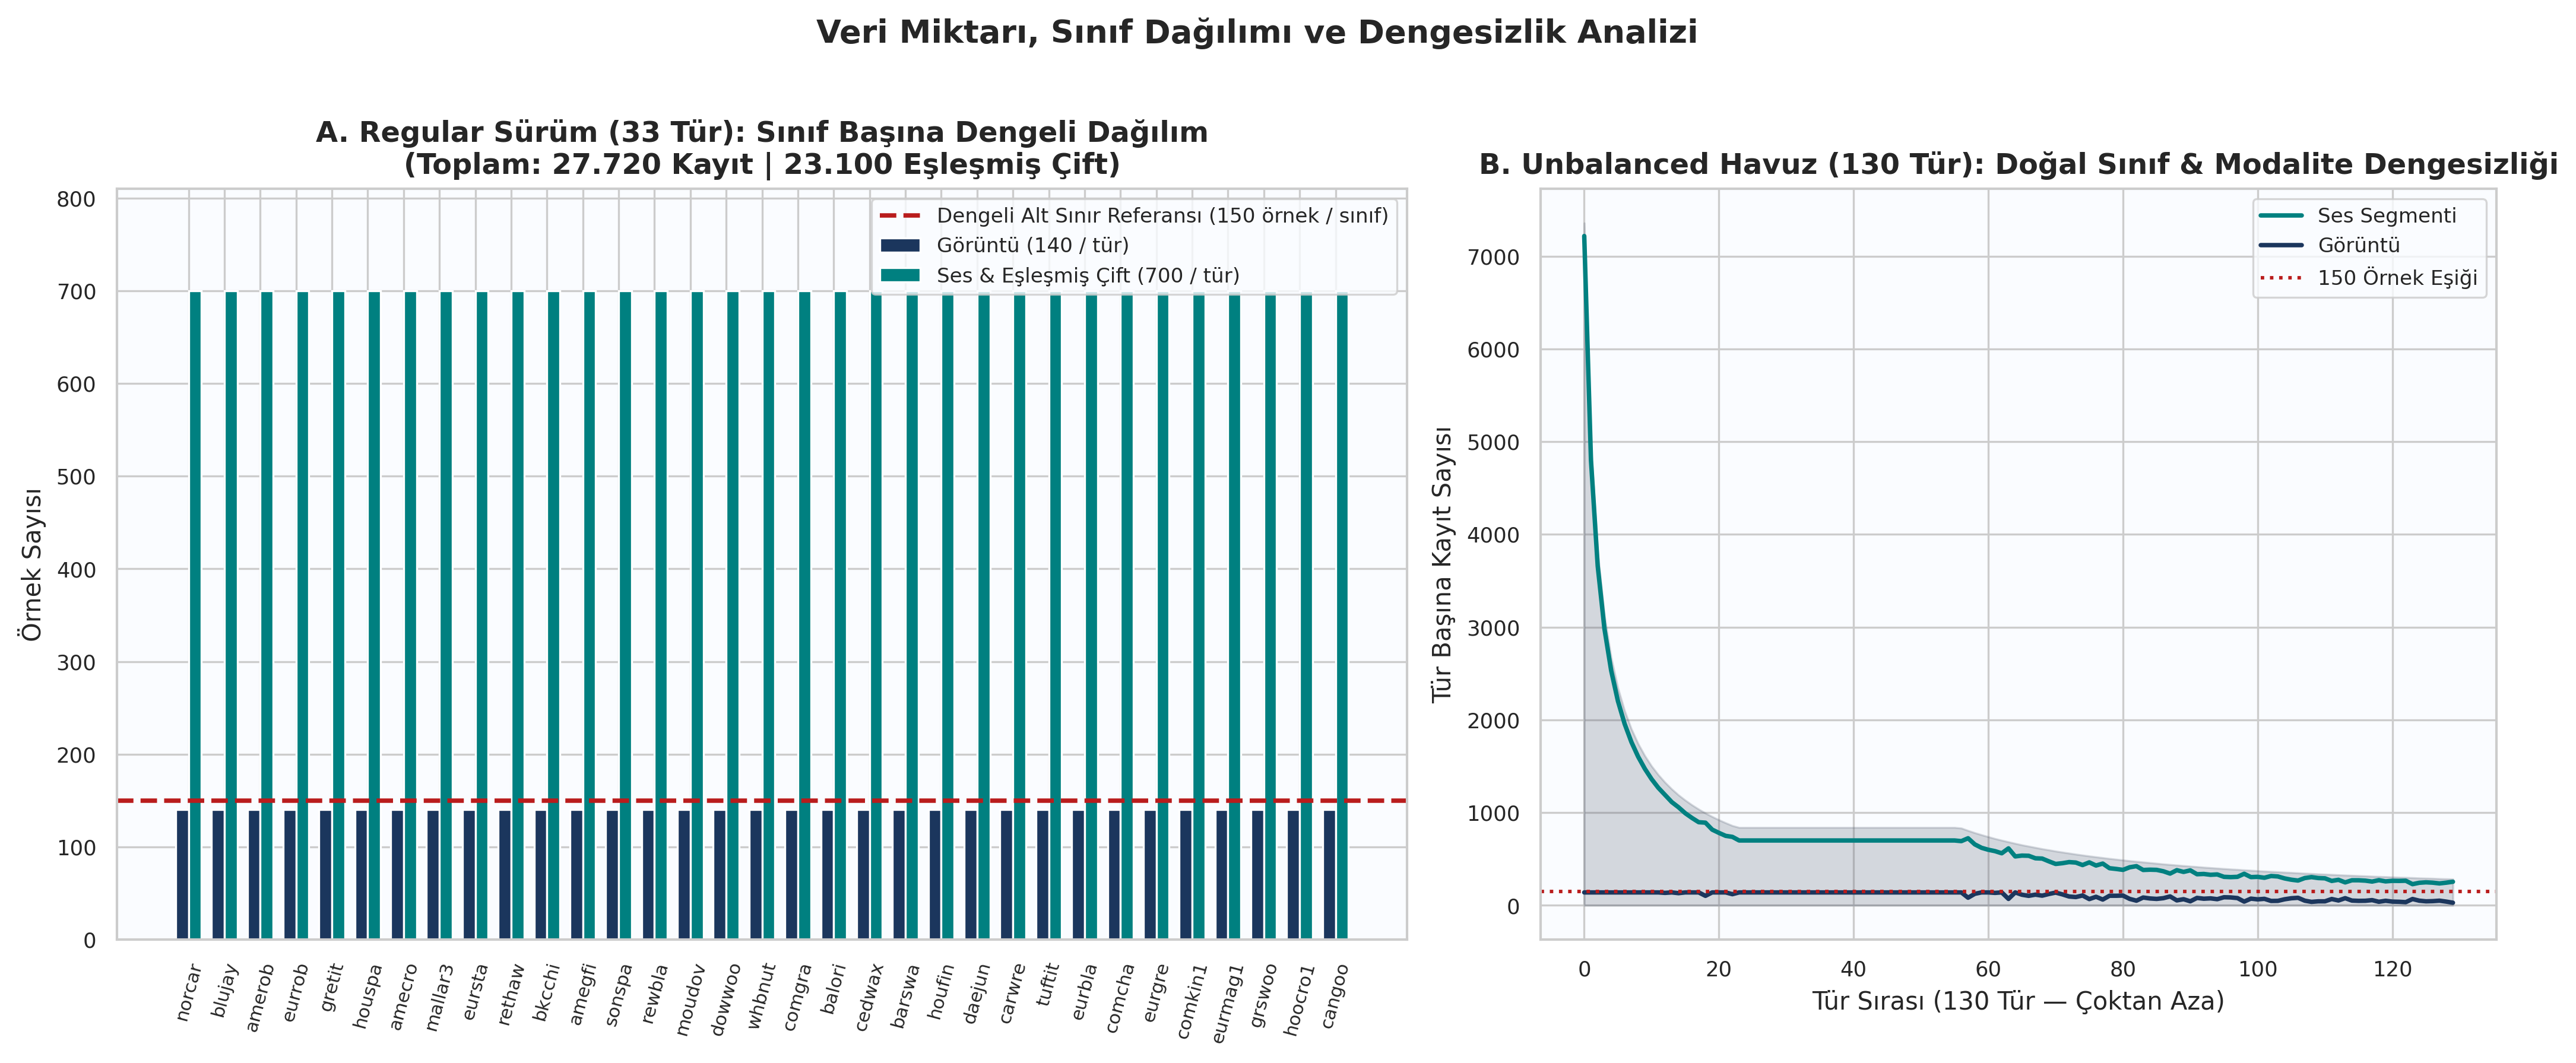 Veri Miktarı, Sınıf Dağılımı ve Dengesizlik Analizi
A. Regular Sürüm (33 Tür): Sınıf Başına Dengeli Dağılım
(Toplam: 27.720 Kayıt | 23.100 Eşleşmiş Çift)
Örnek Sayısı
800
700
600
500
400
300
200
100
0
Dengeli Alt Sınır Referansı (150 örnek / sınıf)
Görüntü (140 / tür)
Ses & Eşleşmiş Çift (700 / tür)
norcar
blujay
amerob
eurrob
gretit
houspa
amecro
mallar3
eursta
rethaw
bkcchi
amegfi
sonspa
rewbla
moudov
dowwoo
whbnut
comgra
balori
cedwax
barswa
houfin
daejun
carwre
tuftit
eurbla
comcha
eurgre
comkin1
eurmag1
grswoo
hoocro1
cangoo
B. Unbalanced Havuz (130 Tür): Doğal Sınıf & Modalite Dengesizliği
Tür Başına Kayıt Sayısı
7000
6000
5000
4000
3000
2000
1000
0
Ses Segmenti
Görüntü
150 Örnek Eşiği
0
20
40
60
80
100
120
Tür Sırası (130 Tür — Çoktan Aza)